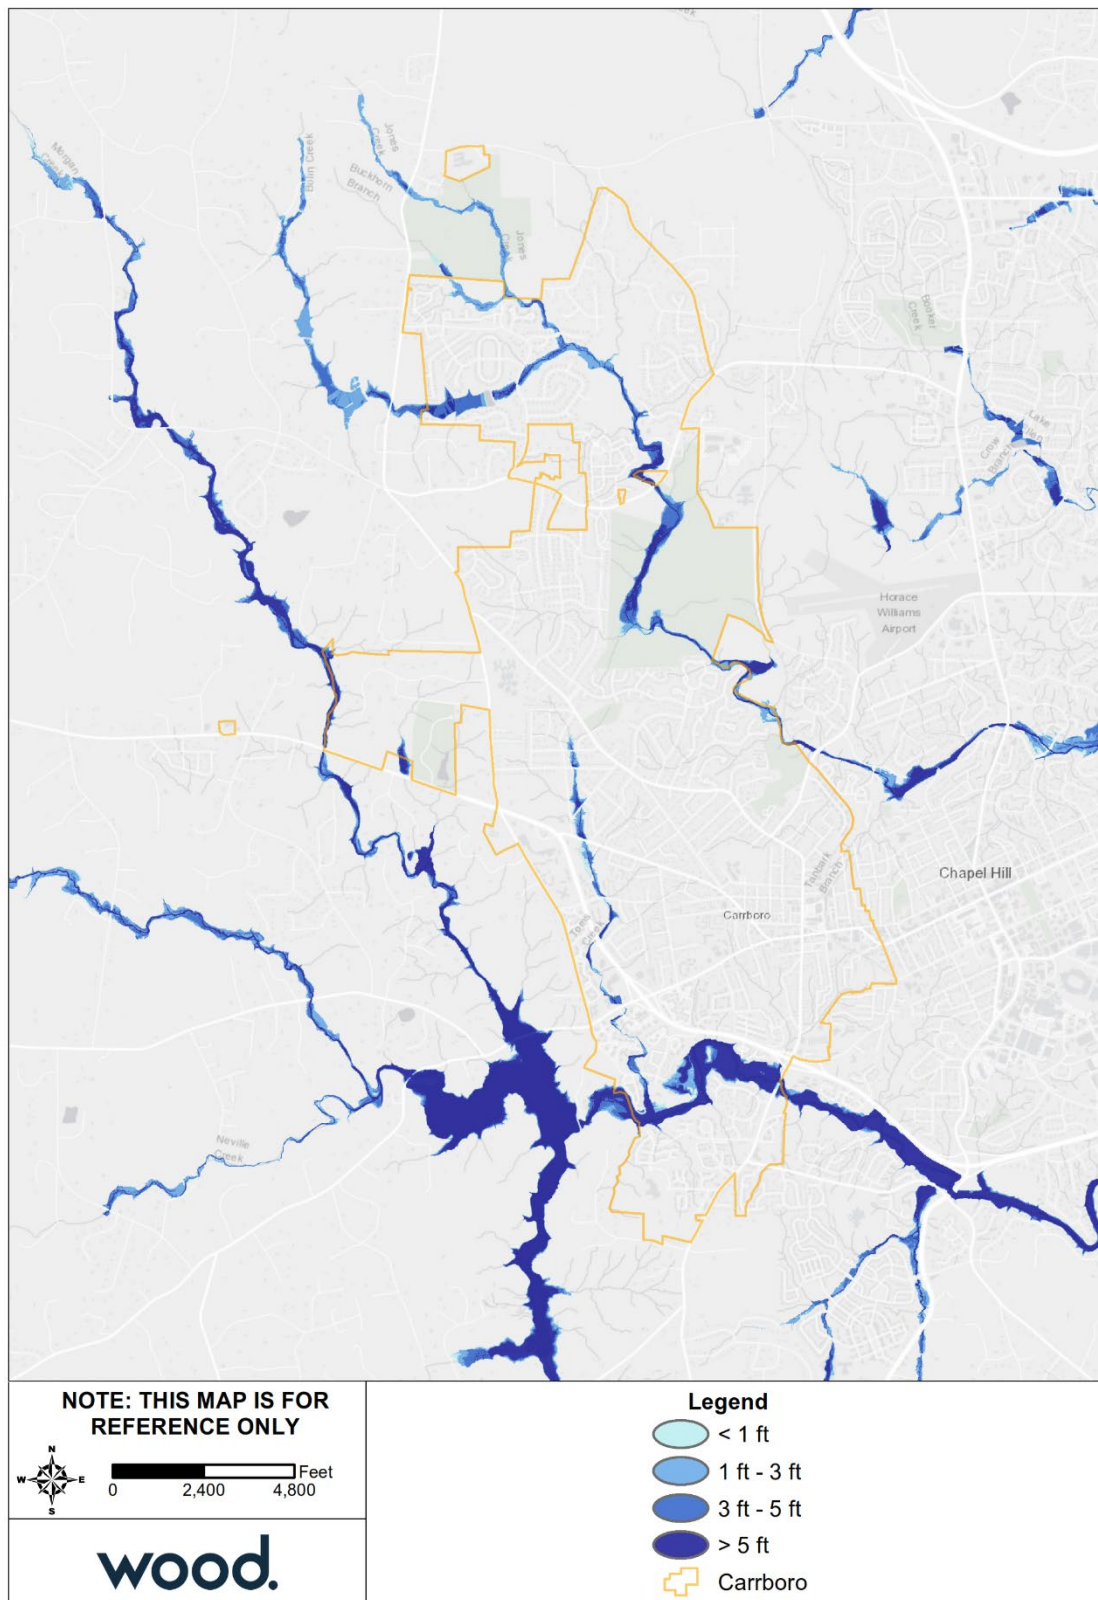 Creek
Jones
Creek
Bolin Creek
Morgan
Creek
Buckhorn
Branch
Jones
Creek
Booker
Creek
Lake
Ellen
Crow
Branch
Horace
Williams
Airport
Chapel Hill
Tanbark
Branch
Carrboro
Toms
Creek
Neville
Creek
NOTE: THIS MAP IS FOR
REFERENCE ONLY
N
W E
S
Feet
0 2,400 4,800
wood.
Legend
< 1 ft
1 ft - 3 ft
3 ft - 5 ft
> 5 ft
Carrboro